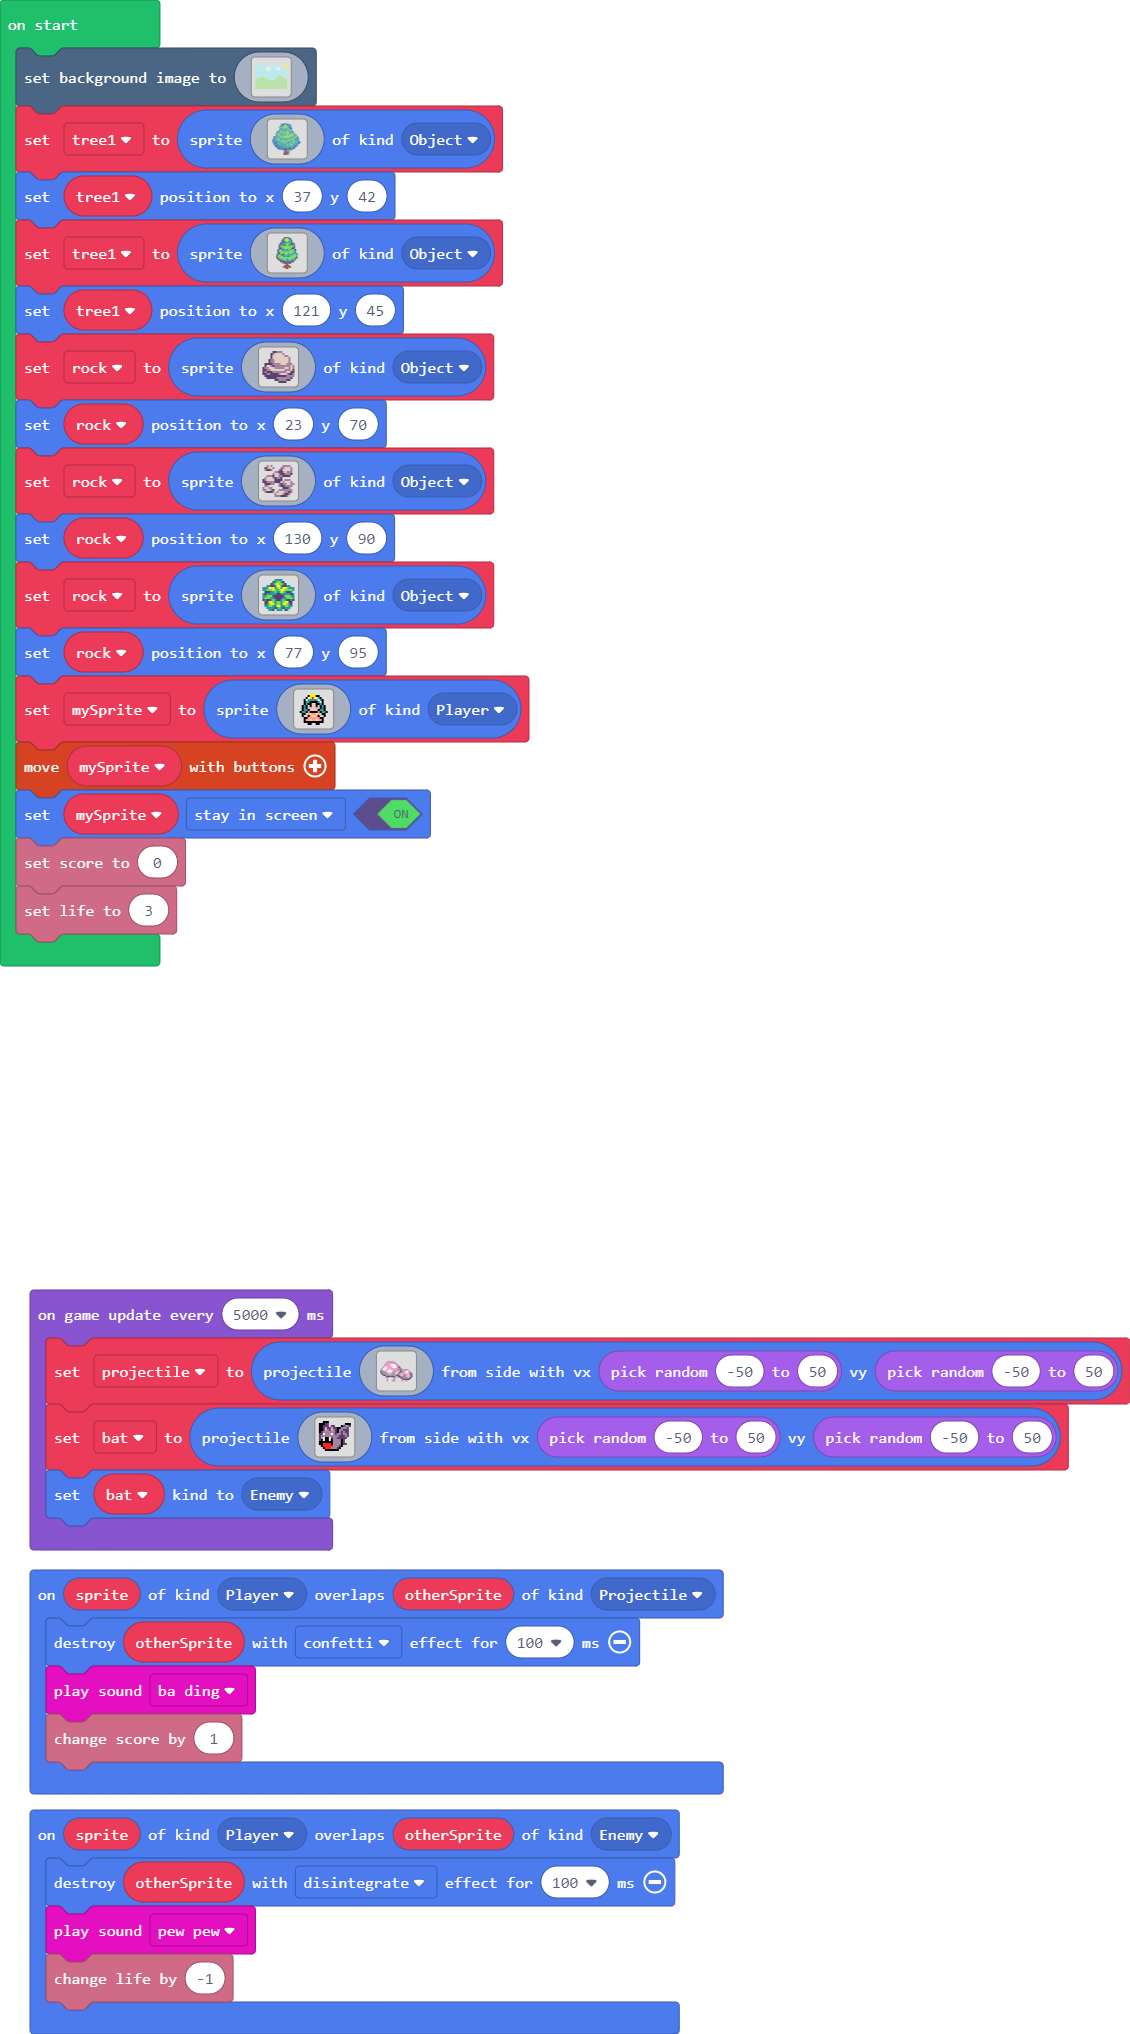 on start
set background image to
set tree1 to sprite of kind Object
set tree1 position to x 37 y 42
set tree1 to sprite of kind Object
set tree1 position to x 121 y 45
set rock to sprite of kind Object
set rock position to x 23 y 70
set rock to sprite of kind Object
set rock position to x 130 y 90
set rock to sprite of kind Object
set rock position to x 77 y 95
set mySprite to sprite of kind Player
move mySprite with buttons
set mySprite stay in screen ON
set score to 0
set life to 3
on game update every 5000 ms
set projectile to projectile from side with vx pick random -50 to 50 vy pick random -50 to 50
set bat to projectile from side with vx pick random -50 to 50 vy pick random -50 to 50
set bat kind to Enemy
on sprite of kind Player overlaps otherSprite of kind Projectile
destroy otherSprite with confetti effect for 100 ms
play sound ba ding
change score by 1
on sprite of kind Player overlaps otherSprite of kind Enemy
destroy otherSprite with disintegrate effect for 100 ms
play sound pew pew
change life by -1